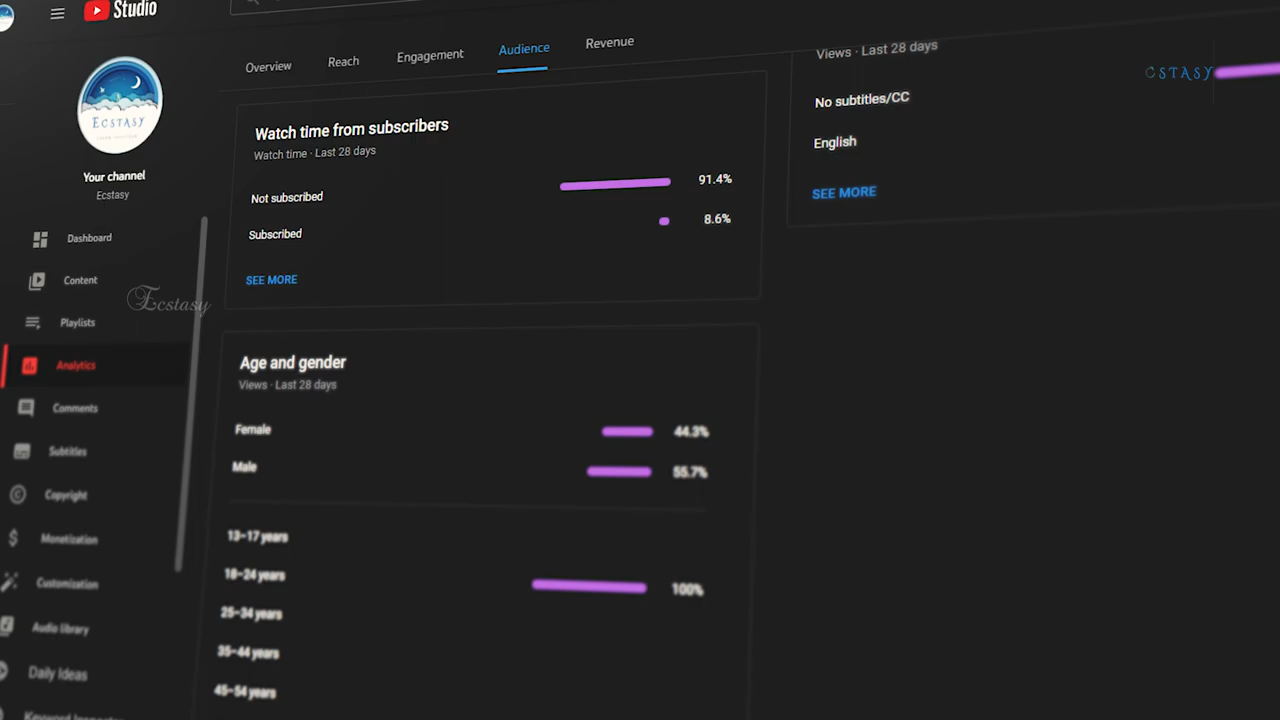 Studio
ECSTASY
Your channel
Ecstasy
Dashboard
Content
Playlists
Analytics
Comments
Subtitles
Copyright
Monetization
Customization
Audio library
Daily Ideas
Ecstasy
Overview
Reach
Engagement
Audience
Revenue
Watch time from subscribers
Watch time · Last 28 days
Not subscribed 91.4%
Subscribed 8.6%
SEE MORE
Age and gender
Views · Last 28 days
Female 44.3%
Male 55.7%
13–17 years
18–24 years 100%
25–34 years
35–44 years
45–54 years
Views · Last 28 days
No subtitles/CC
English
SEE MORE
CSTASY